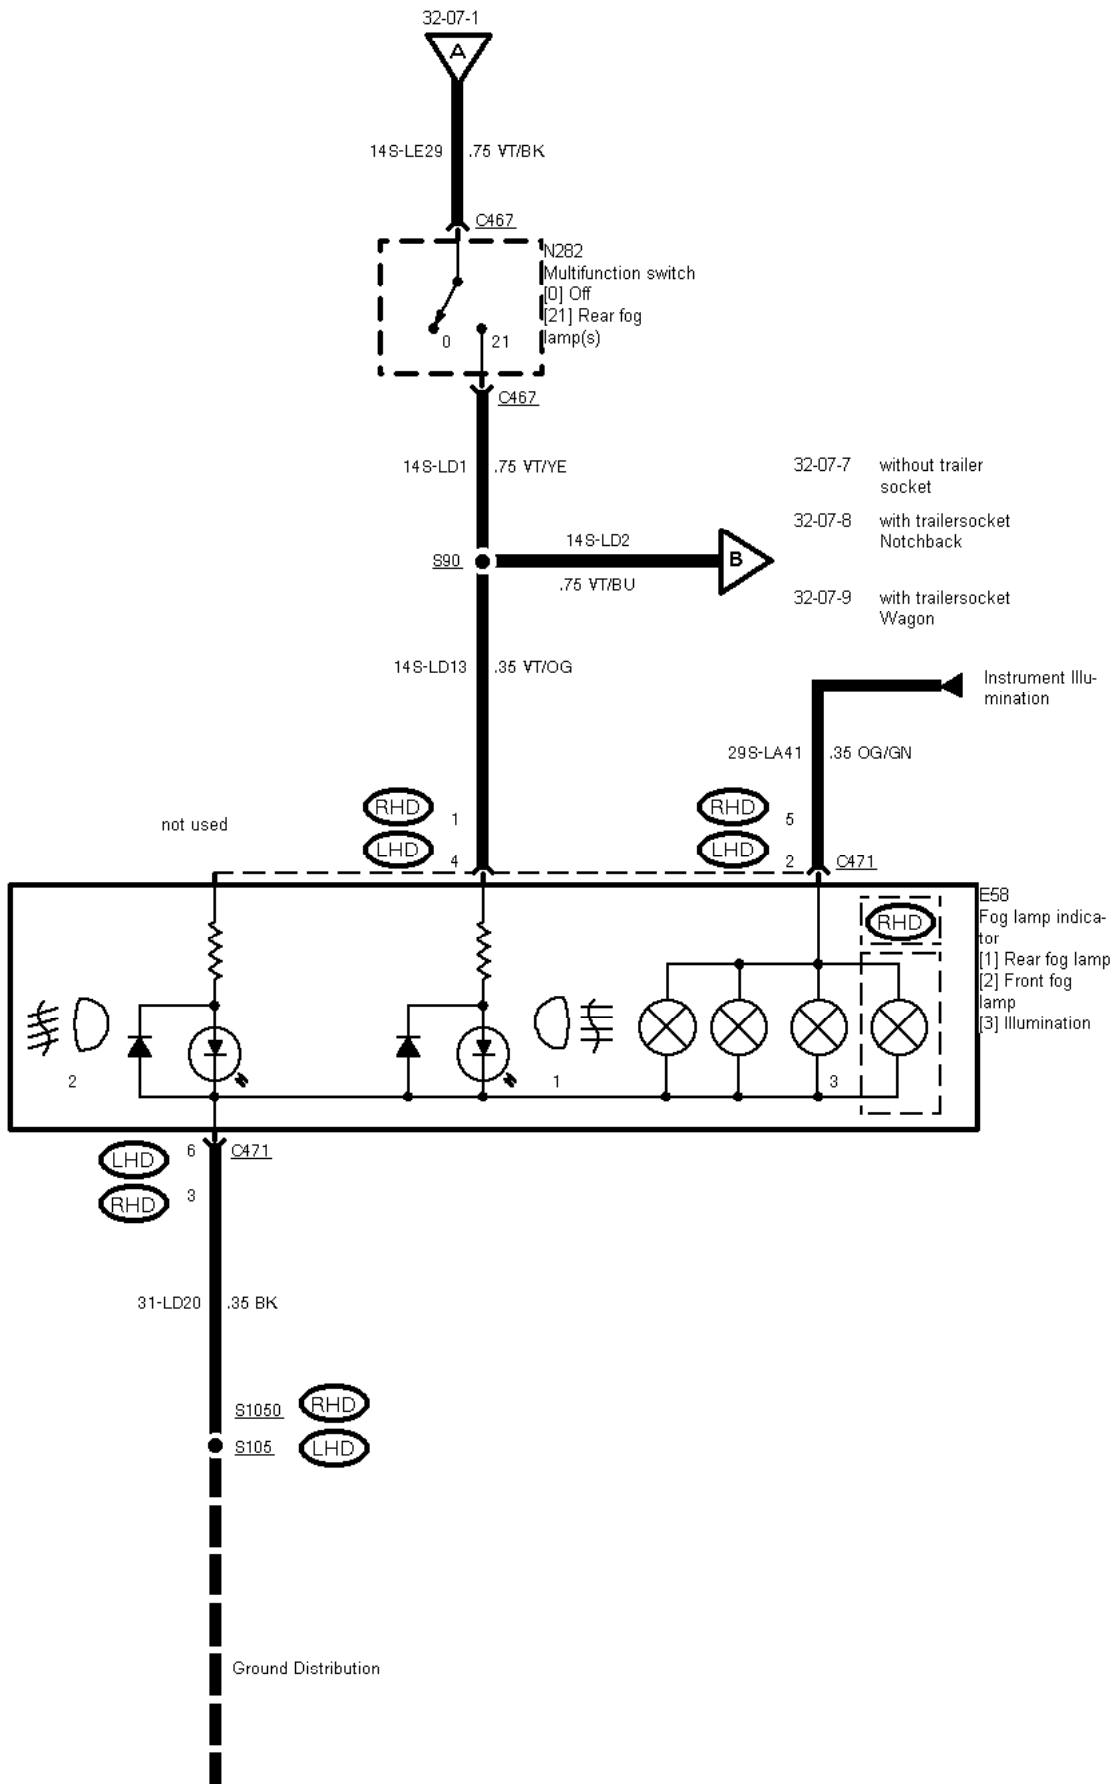 32-07-1
A
14S-LE29 .75 VT/BK
C467
N282
Multifunction switch
[0] Off
[21] Rear fog
lamp(s)
0 21
C467
14S-LD1 .75 VT/YE
32-07-7 without trailer
socket
32-07-8 with trailersocket
Notchback
14S-LD2
S90
B
.75 VT/BU
32-07-9 with trailersocket
Wagon
14S-LD13 .35 VT/OG
Instrument Illu-
mination
29S-LA41 .35 OG/GN
RHD 1
RHD 5
not used
LHD 4
LHD 2 C471
E58
Fog lamp indica-
tor
[1] Rear fog lamp
[2] Front fog
lamp
[3] Illumination
RHD
2
1
3
LHD 6 C471
RHD 3
31-LD20 .35 BK
S1050 RHD
S105 LHD
Ground Distribution